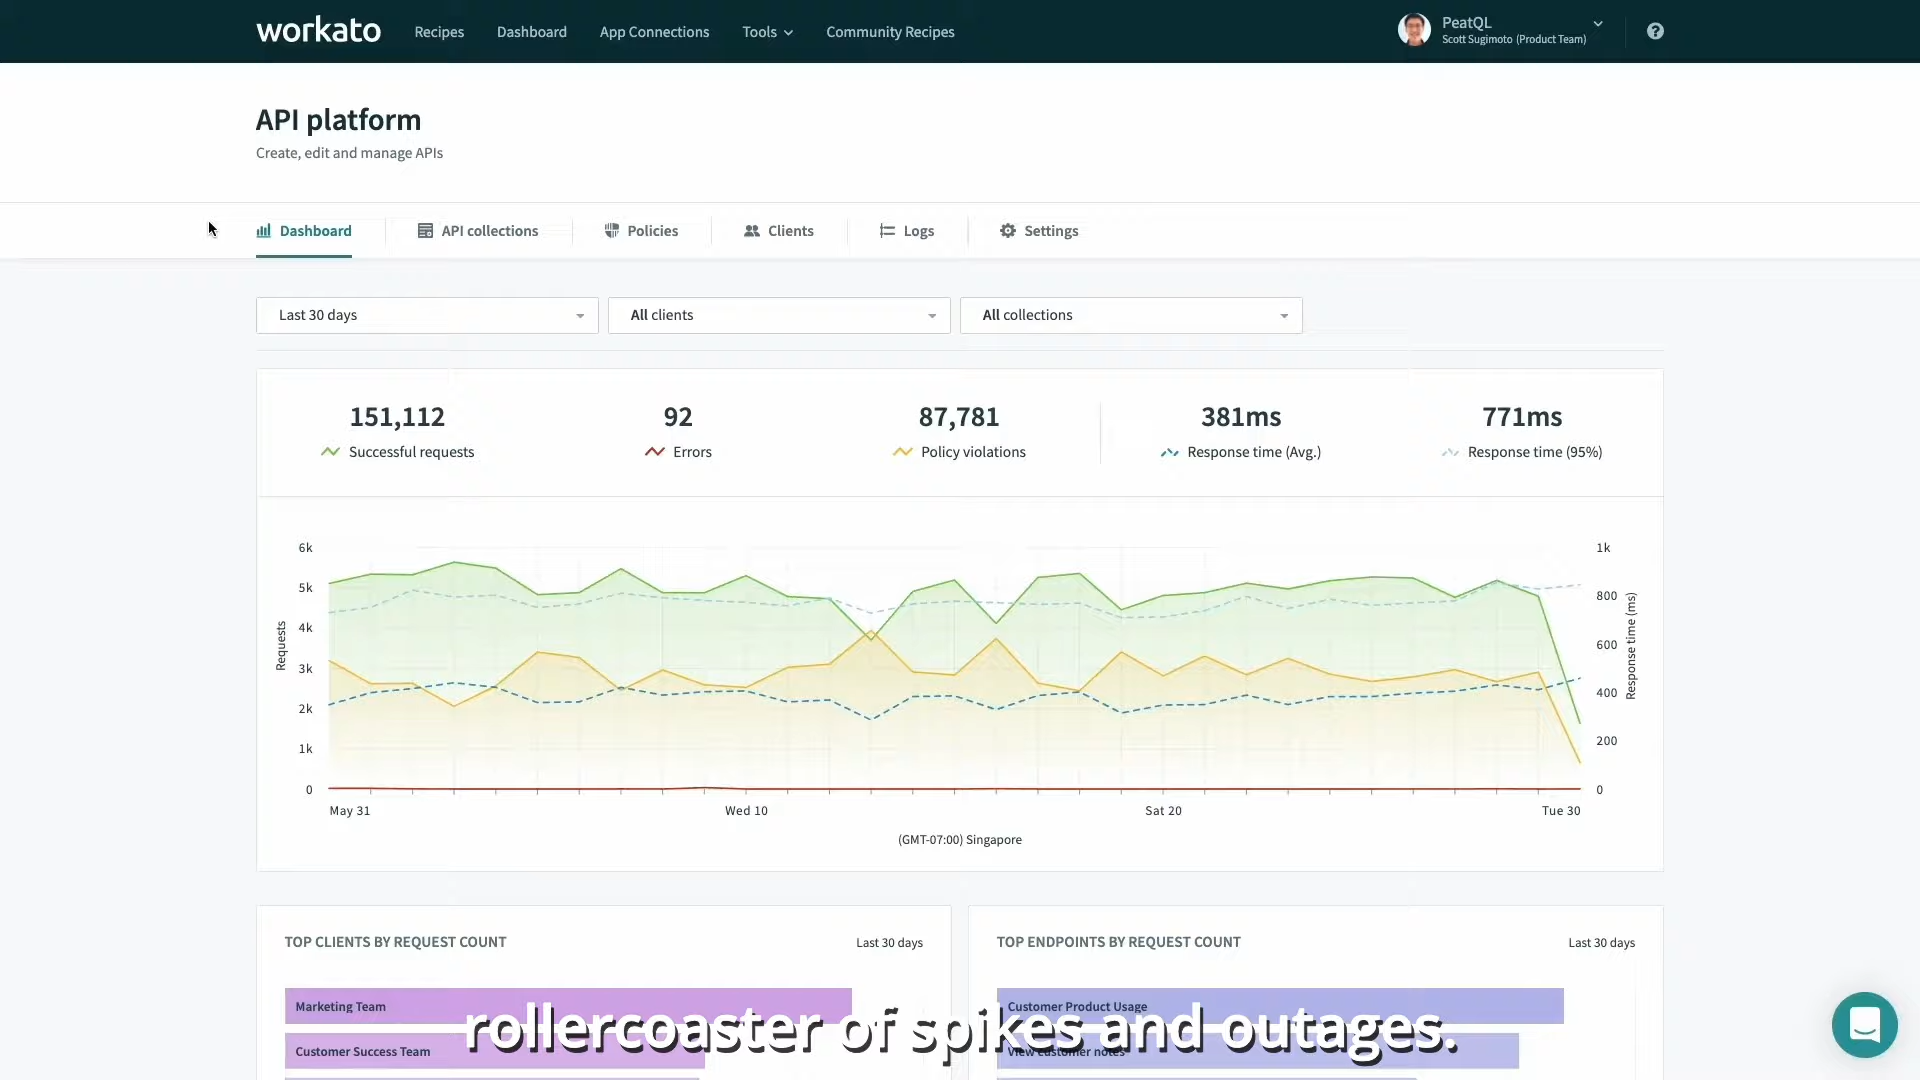 workato
Recipes
Dashboard
App Connections
Tools
Community Recipes
PeatQL
Scott Sugimoto (Product Team)
?
API platform
Create, edit and manage APIs
Dashboard
API collections
Policies
Clients
Logs
Settings
Last 30 days
All clients
All collections
151,112
Successful requests
92
Errors
87,781
Policy violations
381ms
Response time (Avg.)
771ms
Response time (95%)
6k
5k
4k
3k
2k
1k
0
Requests
1k
800
600
400
200
0
Response time (ms)
May 31
Wed 10
Sat 20
Tue 30
(GMT-07:00) Singapore
TOP CLIENTS BY REQUEST COUNT
Last 30 days
Marketing Team
Customer Success Team
TOP ENDPOINTS BY REQUEST COUNT
Last 30 days
Customer Product Usage
View customer notes
rollercoaster of spikes and outages.